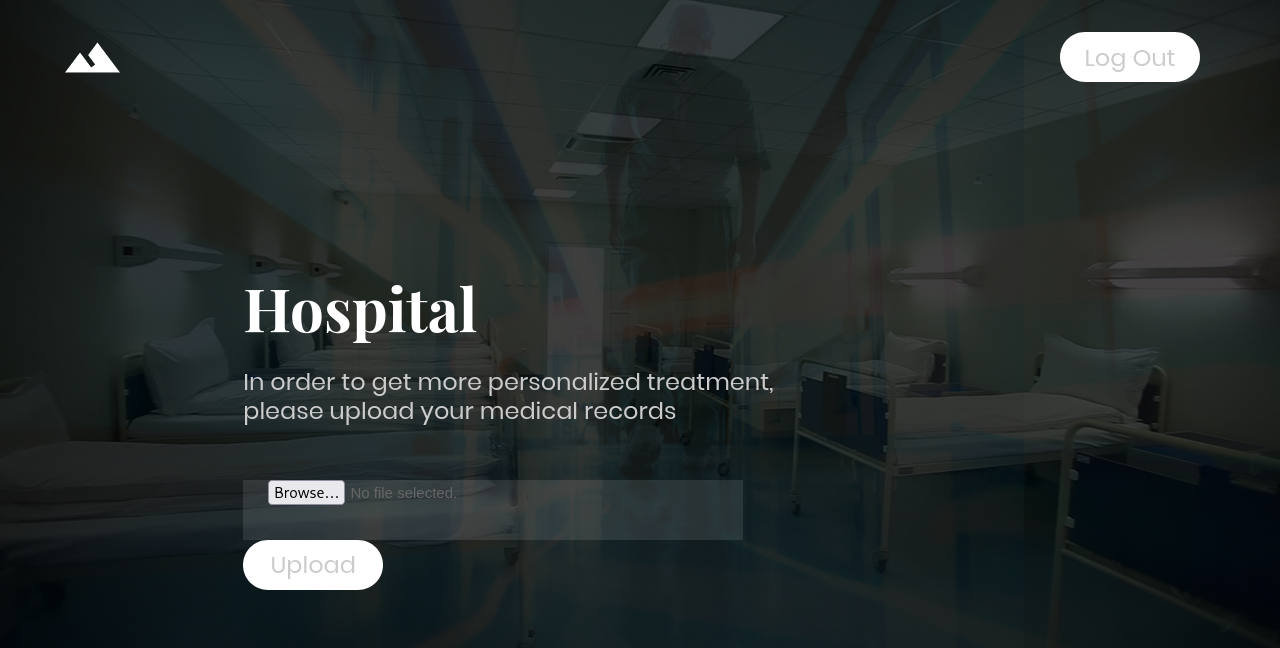 Log Out
Hospital
In order to get more personalized treatment,
please upload your medical records
Browse... No file selected.
Upload